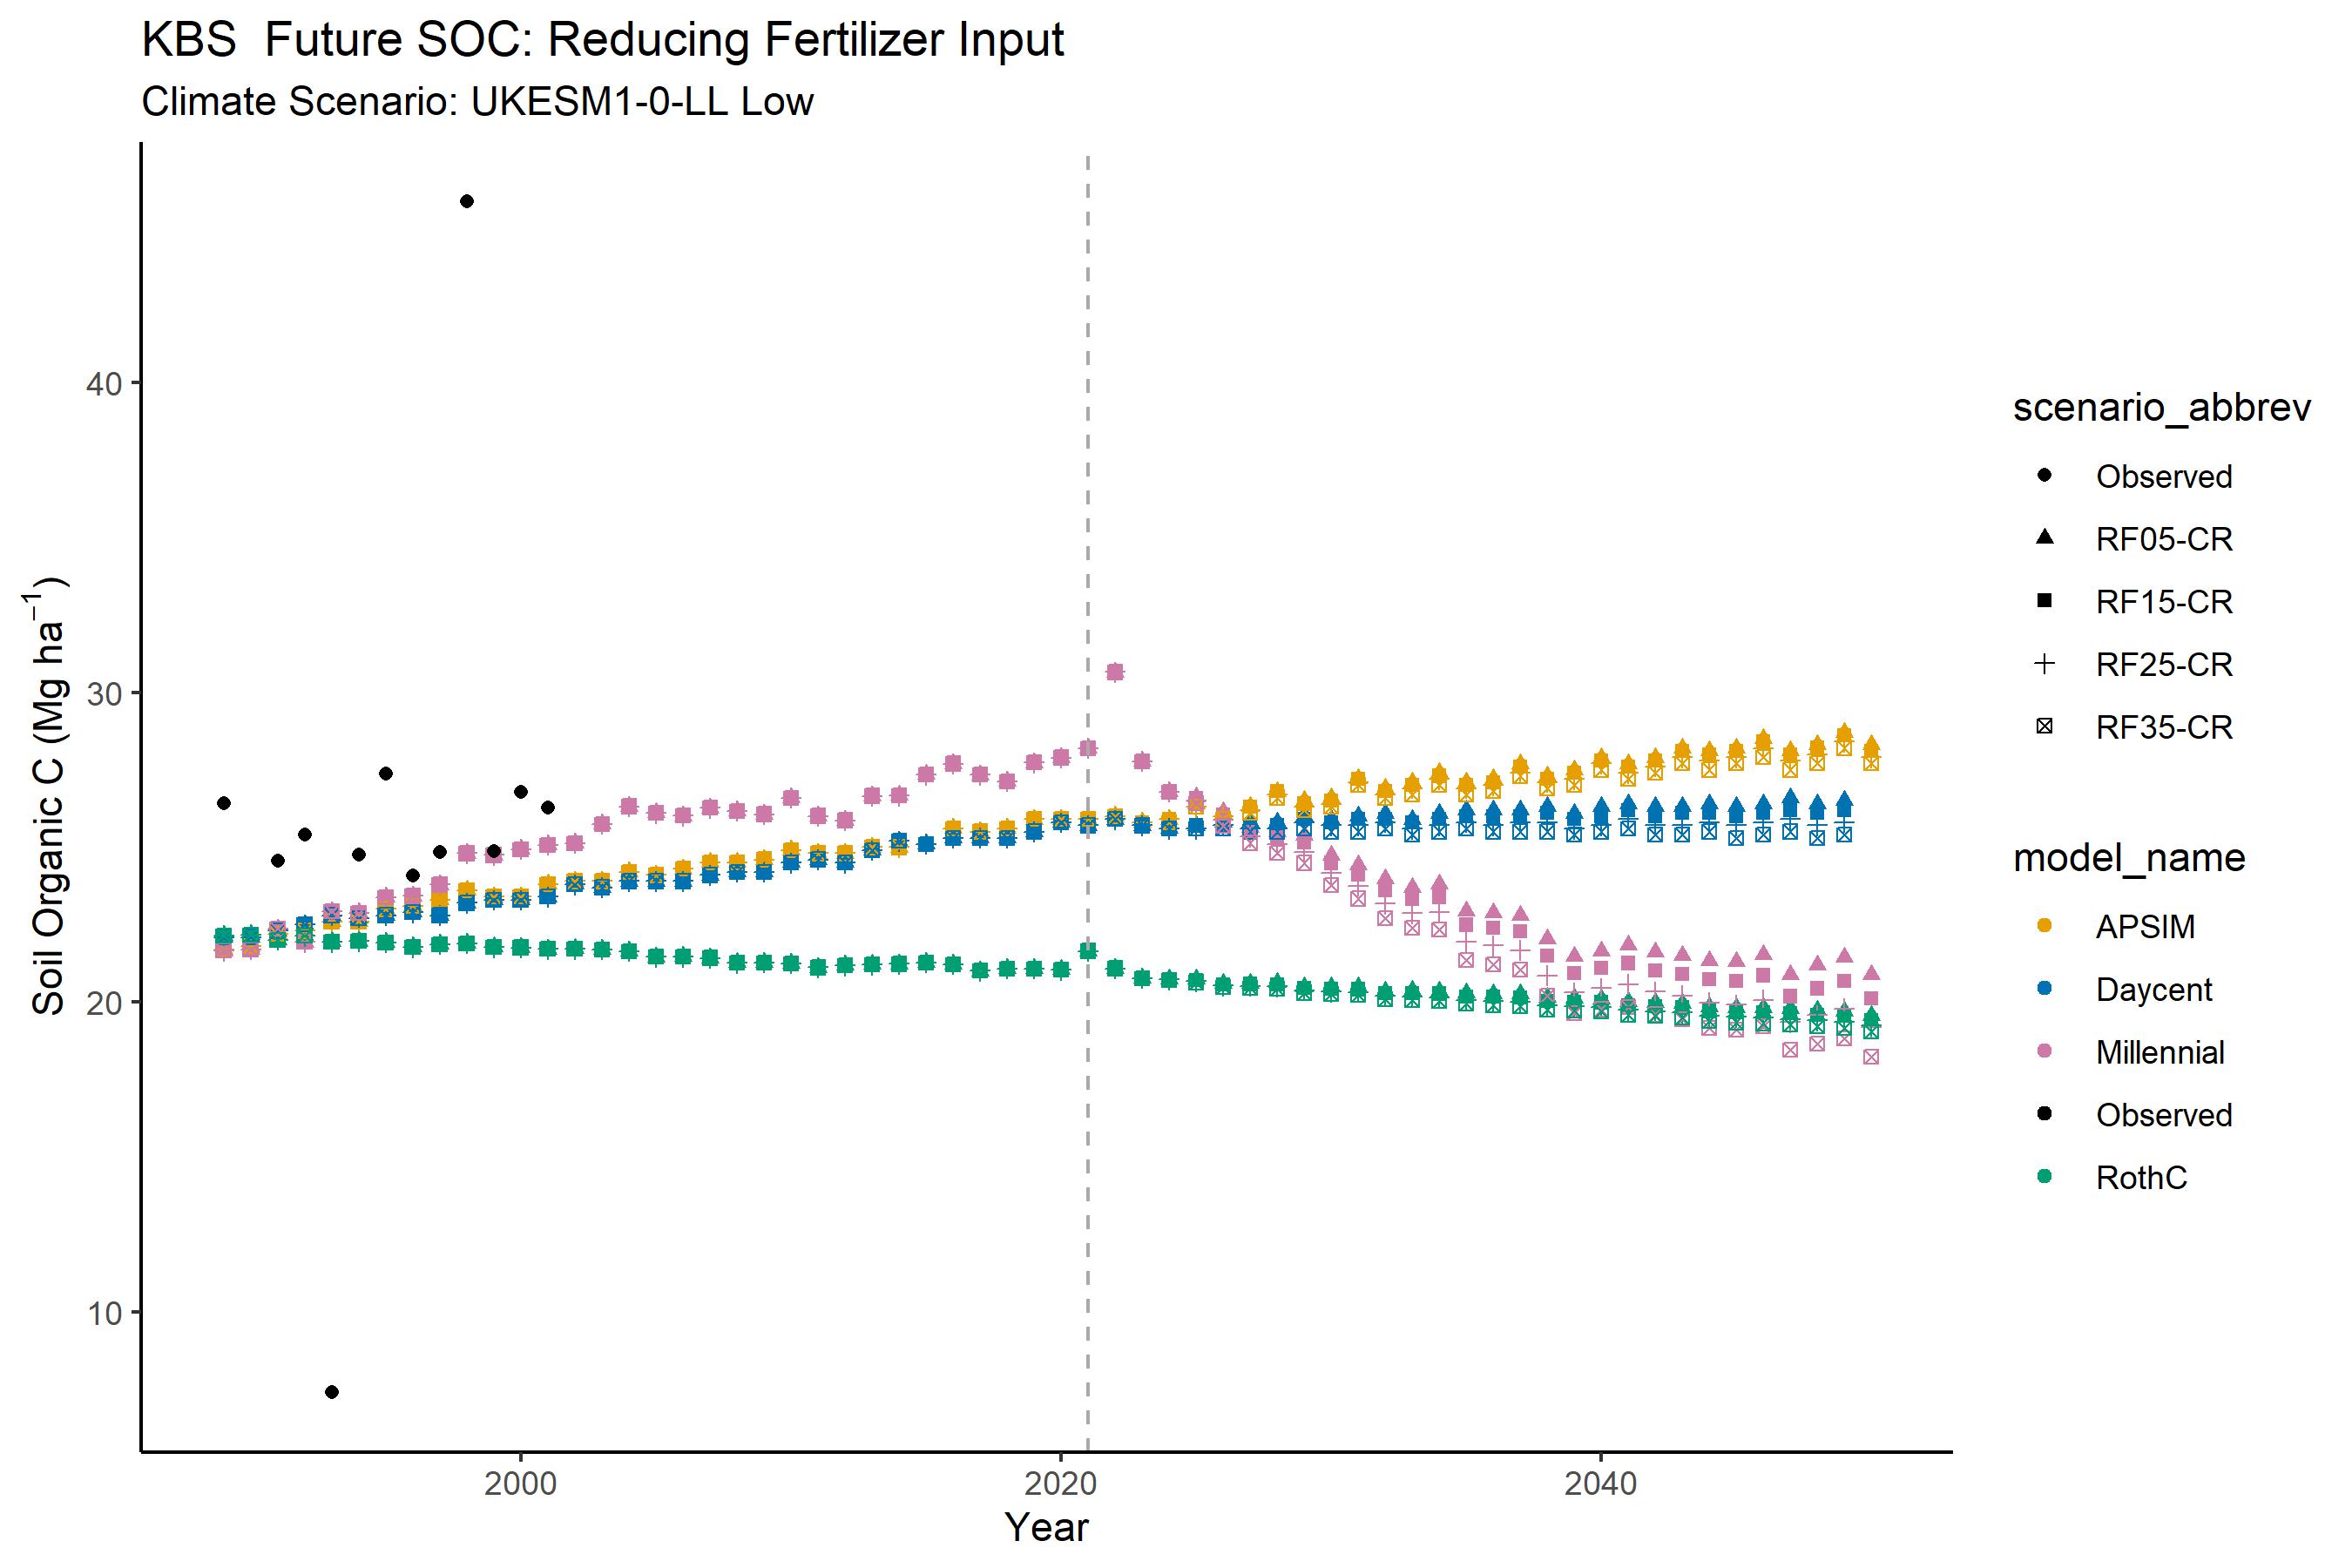 KBS  Future SOC: Reducing Fertilizer Input
Climate Scenario: UKESM1-0-LL Low
Soil Organic C (Mg ha⁻¹)
40
30
20
10
2000
2020
2040
Year
scenario_abbrev
Observed
RF05-CR
RF15-CR
RF25-CR
RF35-CR
model_name
APSIM
Daycent
Millennial
Observed
RothC